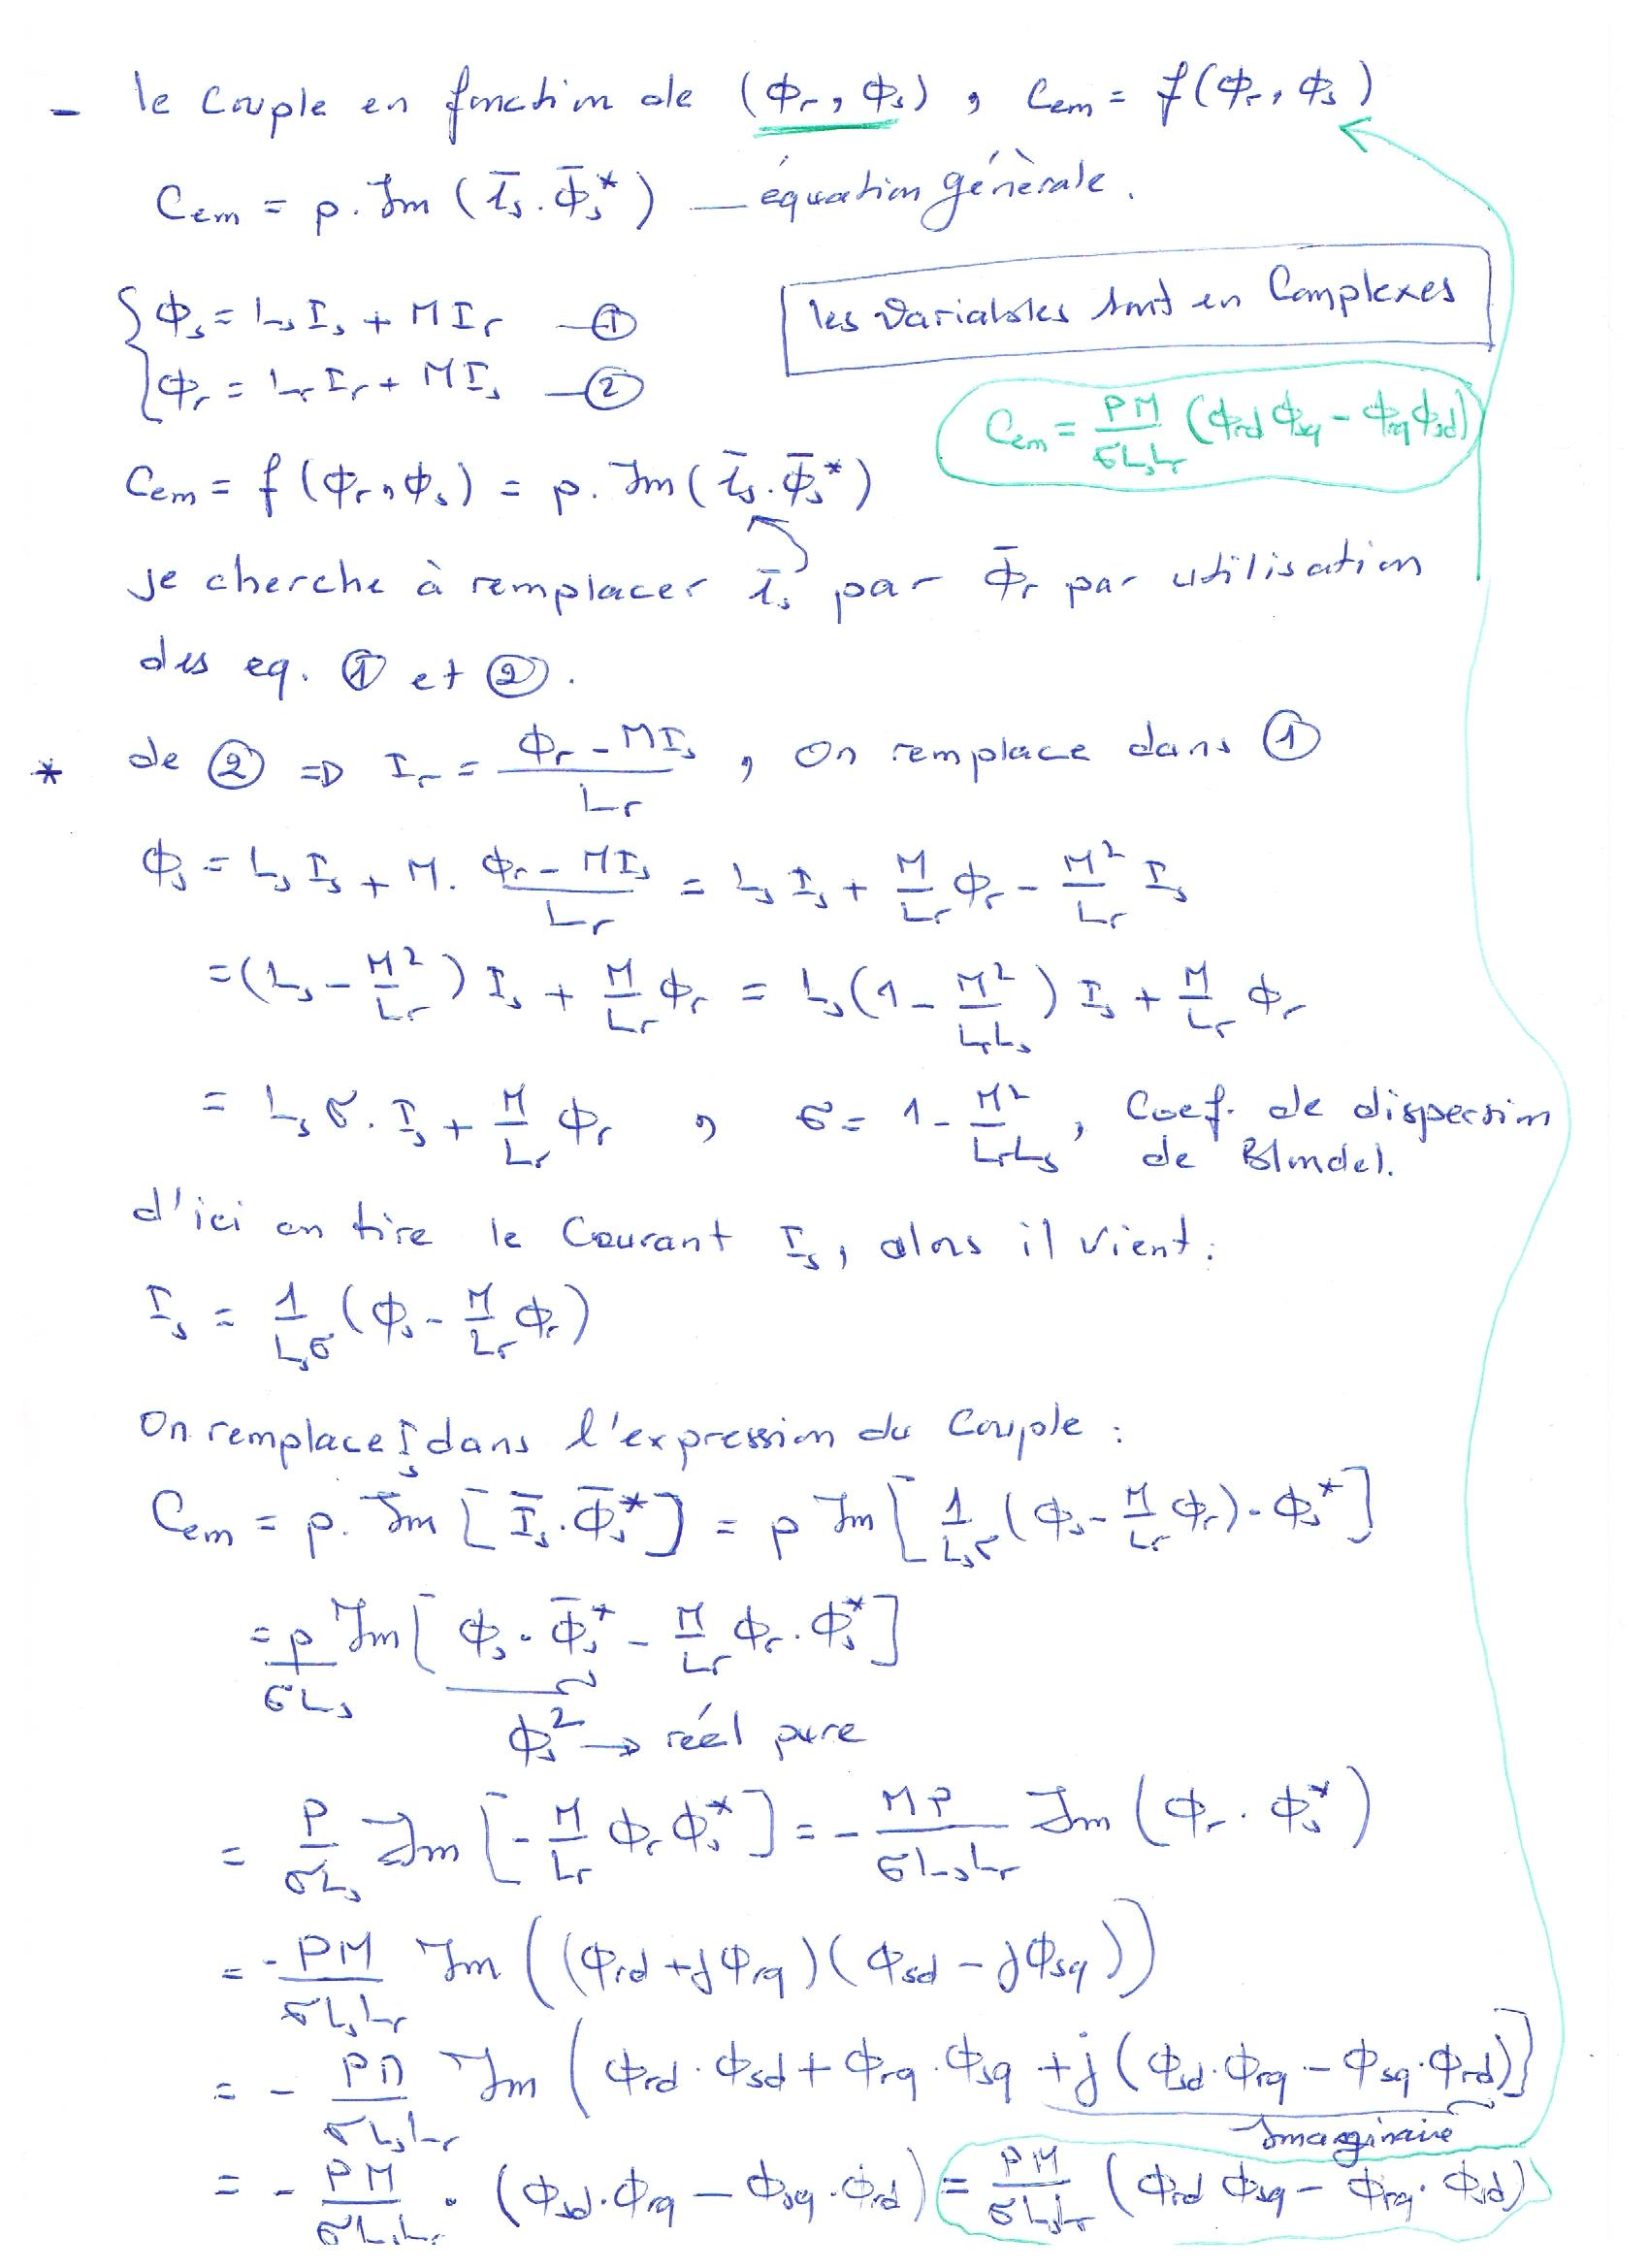 - le couple en fonction de (Φr, Φs) , Cem = f(Φr, Φs)
Cem = p. Im ( i̅s . Φ̅s* ) — équation générale.
Φs = Ls Is + M Ir — ①
les variables sont en Complexes
Φr = Lr Ir + M Is — ②
Cem = PM/(σLsLr) (Φrd Φsq - Φrq Φsd)
Cem = f (Φr, Φs) = p. Im ( i̅s . Φ̅s* )
je cherche à remplacer i̅s par Φ̅r par utilisation
des eq. ① et ②.
* de ② => Ir = (Φr - M Is)/Lr , on remplace dans ①
Φs = Ls Is + M . (Φr - M Is)/Lr = Ls Is + M/Lr Φr - M²/Lr Is
= (Ls - M²/Lr) Is + M/Lr Φr = Ls (1 - M²/(LrLs)) Is + M/Lr Φr
= Ls σ . Is + M/Lr Φr , σ = 1 - M²/(LrLs) , Coef. de dispersion
de Blondel.
d'ici on tire le Courant Is, alors il vient :
Is = 1/(Lsσ) (Φs - M/Lr Φr)
On remplace Is dans l'expression du Couple :
Cem = p. Im [ I̅s . Φ̅s* ] = p Im [ 1/(Lsσ) (Φs - M/Lr Φr) . Φs* ]
= p/(σLs) Im [ Φs . Φ̅s* - M/Lr Φr . Φs* ]
Φs² → réel pure
= P/(σLs) Im [ - M/Lr Φr Φs* ] = - MP/(σLsLr) Im ( Φr . Φs* )
= - PM/(σLsLr) Im ( (Φrd + jΦrq) ( Φsd - jΦsq ) )
= - PM/(σLsLr) Im ( Φrd . Φsd + Φrq . Φsq + j ( Φsd . Φrq - Φsq . Φrd ) )
Imaginaire
= - PM/(σLsLr) . (Φsd . Φrq - Φsq . Φrd) = PM/(σLsLr) ( Φrd Φsq - Φrq . Φsd )